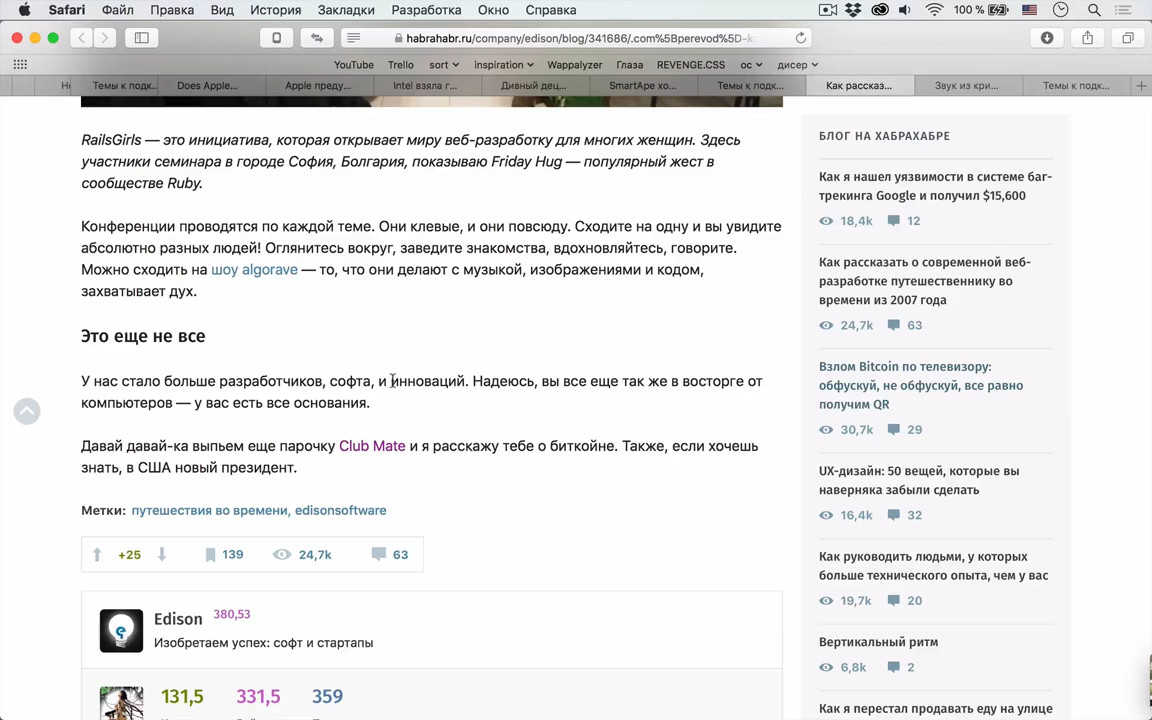 Safari Файл Правка Вид История Закладки Разработка Окно Справка 100 %
habrahabr.ru/company/edison/blog/341686/.com%5Bperevod%5D-k
YouTube Trello sort inspiration Wappalyzer Глаза REVENGE.CSS ос дисер
Не Темы к подк... Does Apple... Apple преду... Intel взяла г... Дивный дец... SmartApe хо... Темы к подк... Как рассказ... Звук из кри... Темы к подк...
RailsGirls — это инициатива, которая открывает миру веб-разработку для многих женщин. Здесь
участники семинара в городе София, Болгария, показываю Friday Hug — популярный жест в
сообществе Ruby.
Конференции проводятся по каждой теме. Они клевые, и они повсюду. Сходите на одну и вы увидите
абсолютно разных людей! Оглянитесь вокруг, заведите знакомства, вдохновляйтесь, говорите.
Можно сходить на шоу algorave — то, что они делают с музыкой, изображениями и кодом,
захватывает дух.
Это еще не все
У нас стало больше разработчиков, софта, и инноваций. Надеюсь, вы все еще так же в восторге от
компьютеров — у вас есть все основания.
Давай давай-ка выпьем еще парочку Club Mate и я расскажу тебе о биткойне. Также, если хочешь
знать, в США новый президент.
Метки: путешествия во времени, edisonsoftware
+25 139 24,7k 63
Edison 380,53
Изобретаем успех: софт и стартапы
131,5 331,5 359
БЛОГ НА ХАБРАХАБРЕ
Как я нашел уязвимости в системе баг-
трекинга Google и получил $15,600
18,4k 12
Как рассказать о современной веб-
разработке путешественнику во
времени из 2007 года
24,7k 63
Взлом Bitcoin по телевизору:
обфускуй, не обфускуй, все равно
получим QR
30,7k 29
UX-дизайн: 50 вещей, которые вы
наверняка забыли сделать
16,4k 32
Как руководить людьми, у которых
больше технического опыта, чем у вас
19,7k 20
Вертикальный ритм
6,8k 2
Как я перестал продавать еду на улице